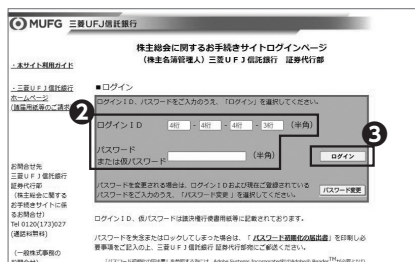 MUFG 三菱UFJ信託銀行
株主総会に関するお手続きサイトログインページ
(株主名簿管理人) 三菱UFJ信託銀行 証券代行部
・本サイト利用ガイド
・三菱UFJ信託銀行
ホームページ
(諸届用紙等のご請求
■ログイン
ログインID、パスワードをご入力のうえ、「ログイン」を選択してください。
2
ログインID 4桁 - 4桁 - 4桁 - 3桁 (半角)
3
パスワード
または仮パスワード (半角)
ログイン
パスワードを変更される場合は、ログインIDおよび現在ご登録されている
パスワードをご入力のうえ、「パスワード変更」を選択してください。
パスワード変更
お問合せ先
三菱UFJ信託銀行
証券代行部
(株主総会に関する
お手続きサイトに係
るお問合せ)
Tel 0120(173)027
(通話料無料)
(一般株式事務の
ログインID、仮パスワードは議決権行使書用紙等に記載されております。
パスワードを失念またはロックしてしまった場合は、「パスワード初期化の届出書」を印刷し必
要事項をご記入の上、三菱UFJ信託銀行 証券代行部宛にご郵送ください。